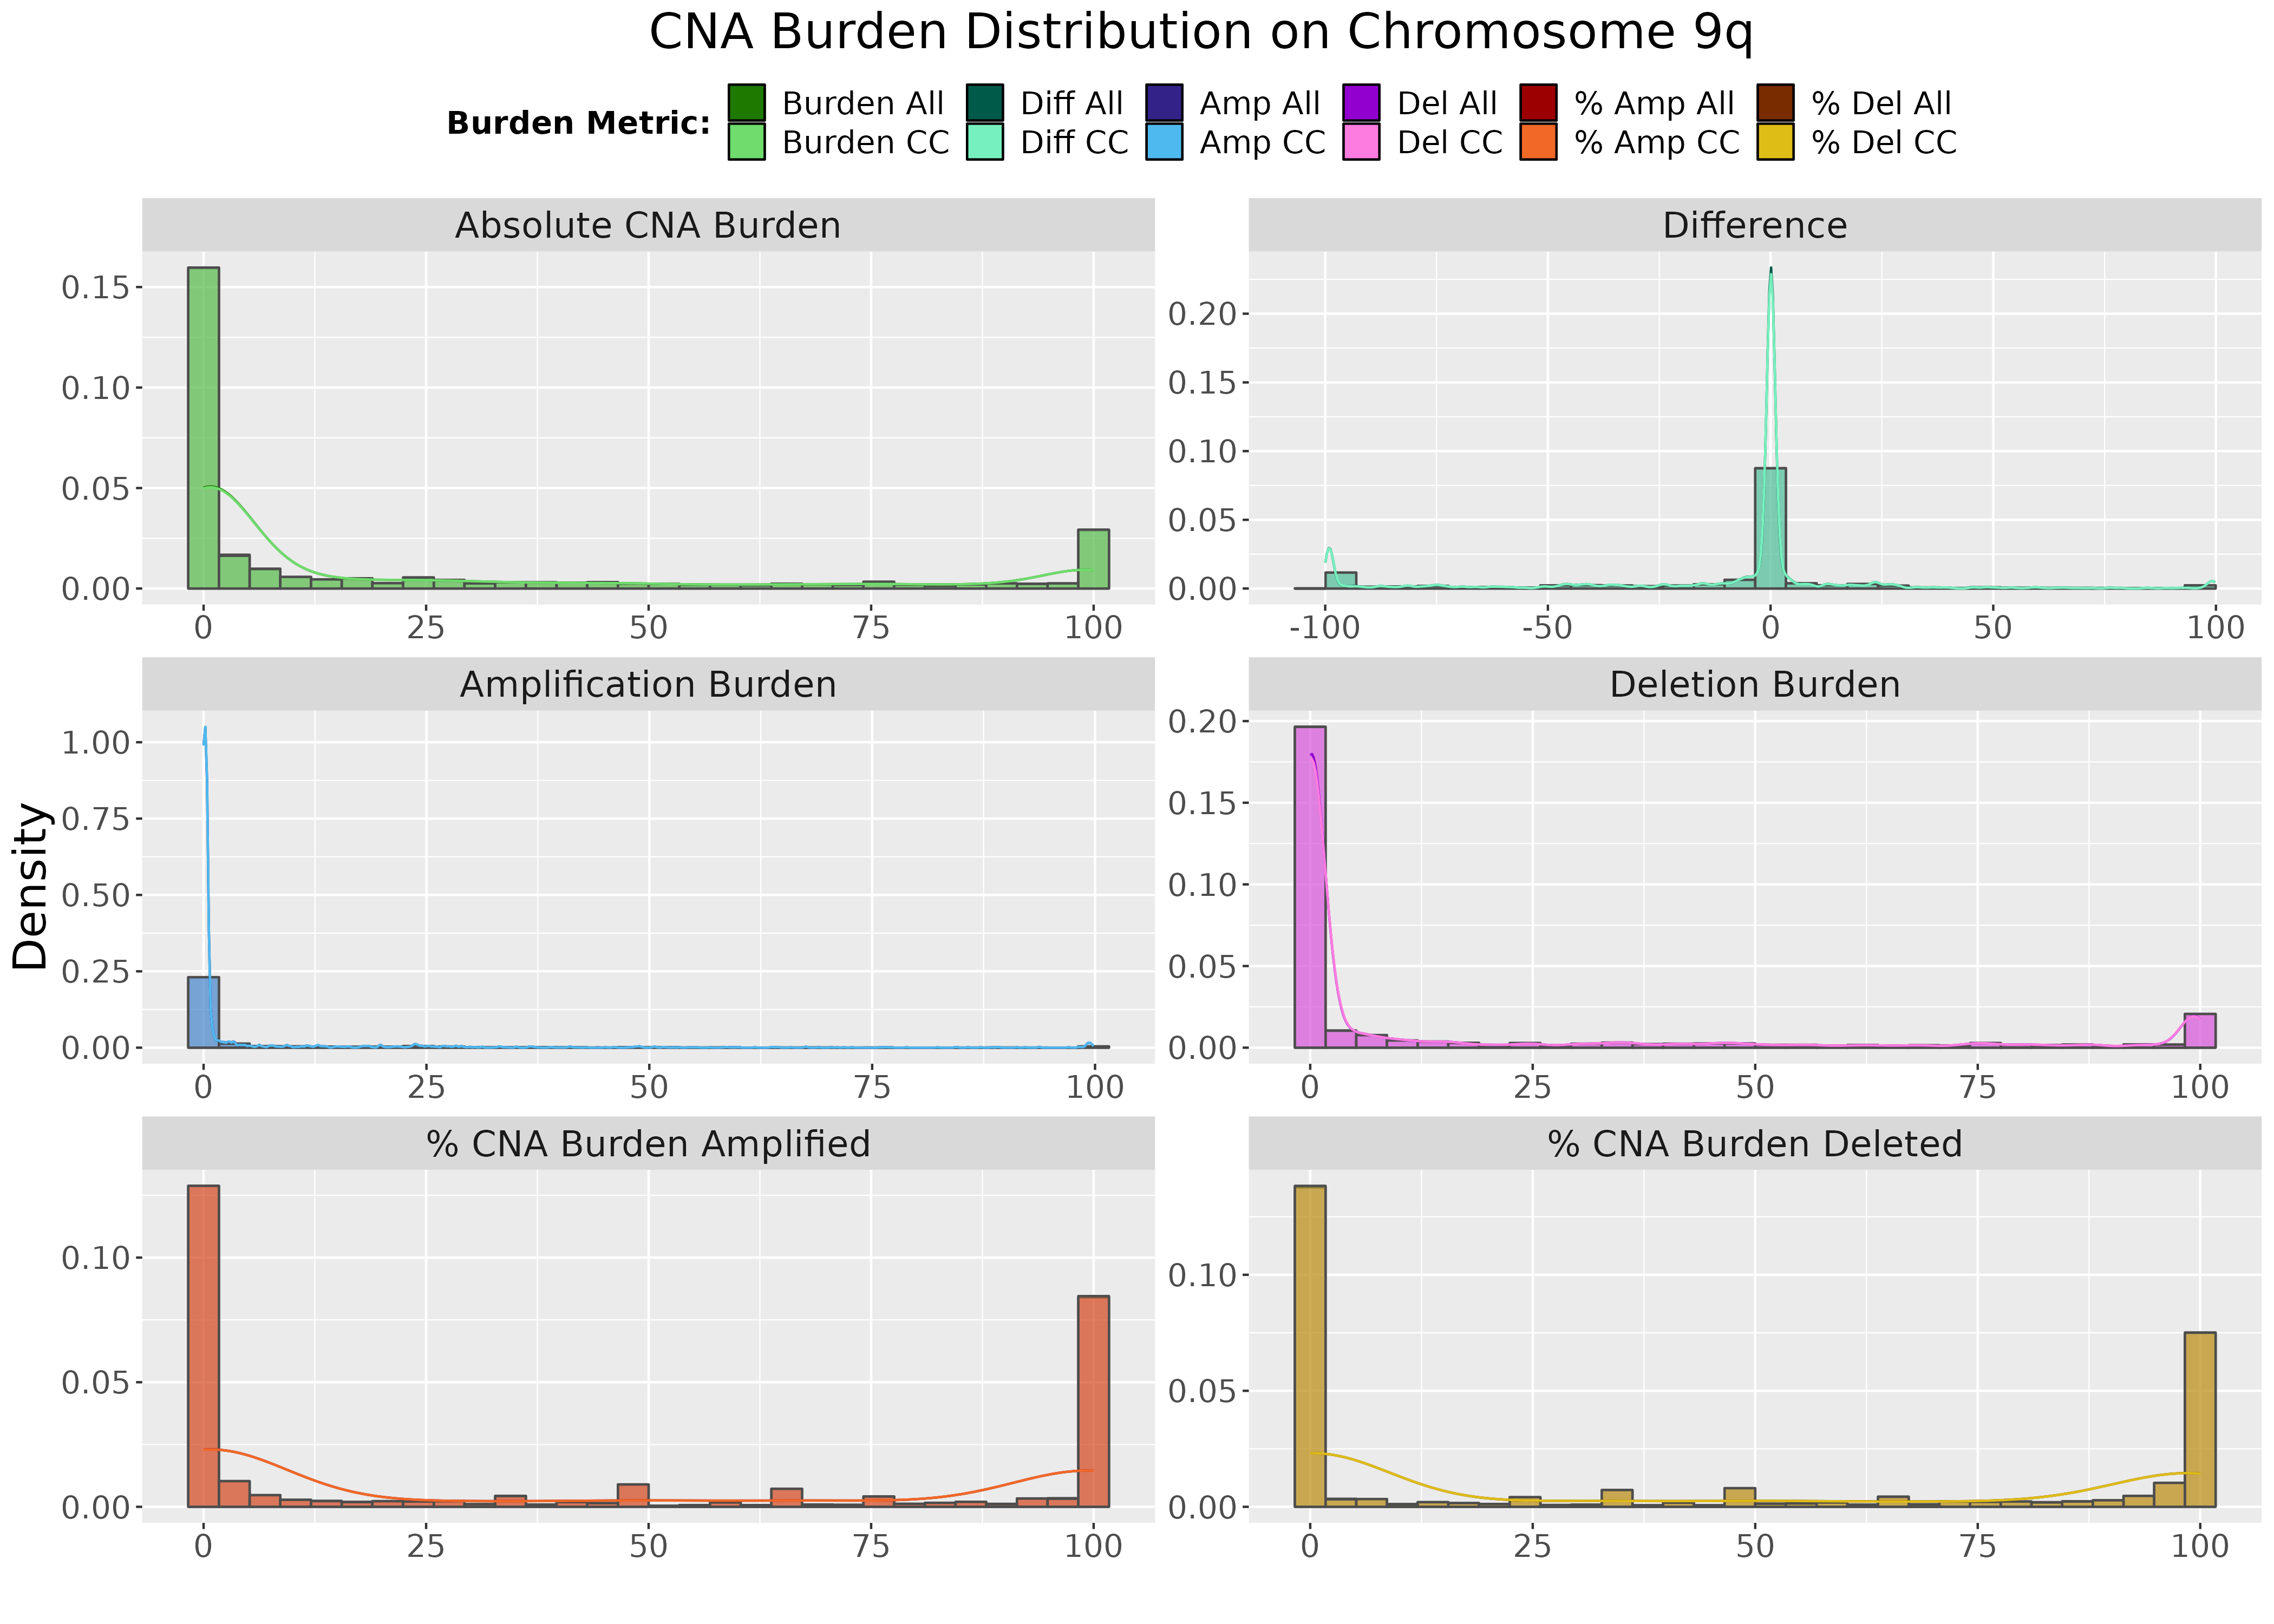 CNA Burden Distribution on Chromosome 9q
Burden Metric:
Burden All Diff All Amp All Del All % Amp All % Del All
Burden CC Diff CC Amp CC Del CC % Amp CC % Del CC
Absolute CNA Burden
0.15
0.10
0.05
0.00
0 25 50 75 100
Difference
0.20
0.15
0.10
0.05
0.00
-100 -50 0 50 100
Density
Amplification Burden
1.00
0.75
0.50
0.25
0.00
0 25 50 75 100
Deletion Burden
0.20
0.15
0.10
0.05
0.00
0 25 50 75 100
% CNA Burden Amplified
0.10
0.05
0.00
0 25 50 75 100
% CNA Burden Deleted
0.10
0.05
0.00
0 25 50 75 100